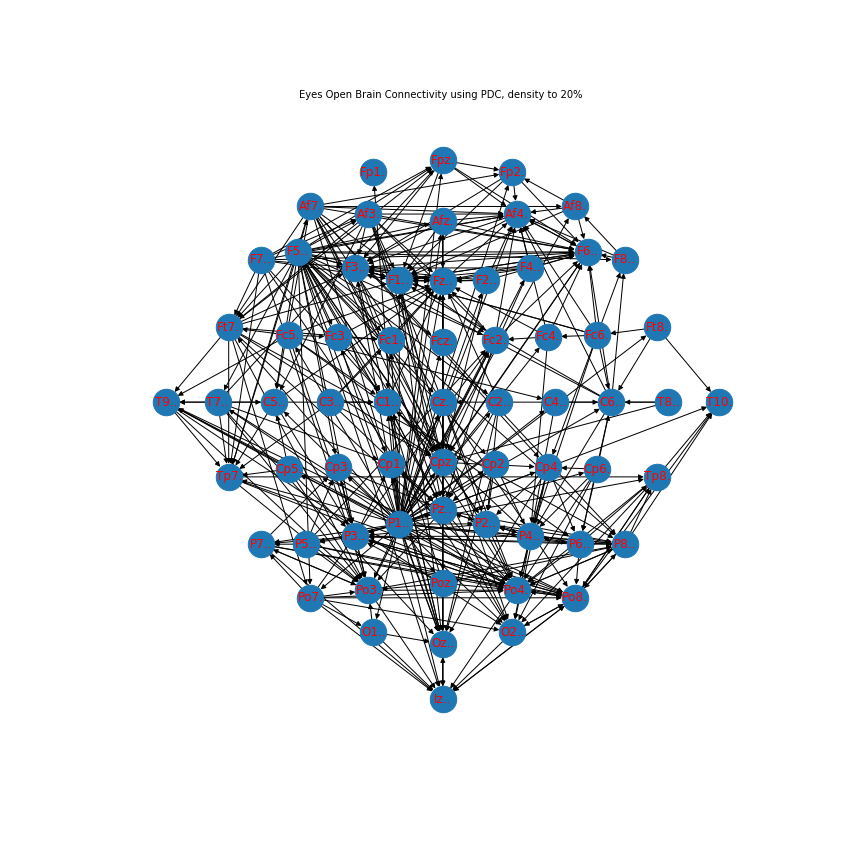 Eyes Open Brain Connectivity using PDC, density to 20%
Fpz.
Fp1. Fp2.
Af7. Af3. Afz. Af4. Af8.
F7.. F5.. F3.. F1.. Fz.. F2.. F4.. F6.. F8..
Ft7. Fc5. Fc3. Fc1. Fcz. Fc2. Fc4. Fc6. Ft8.
T9.. T7.. C5.. C3.. C1.. Cz.. C2.. C4.. C6.. T8.. T10.
Tp7. Cp5. Cp3. Cp1. Cpz. Cp2. Cp4. Cp6. Tp8.
P7.. P5.. P3.. P1.. Pz.. P2.. P4.. P6.. P8..
Po7. Po3. Poz. Po4. Po8.
O1.. Oz.. O2..
Iz..